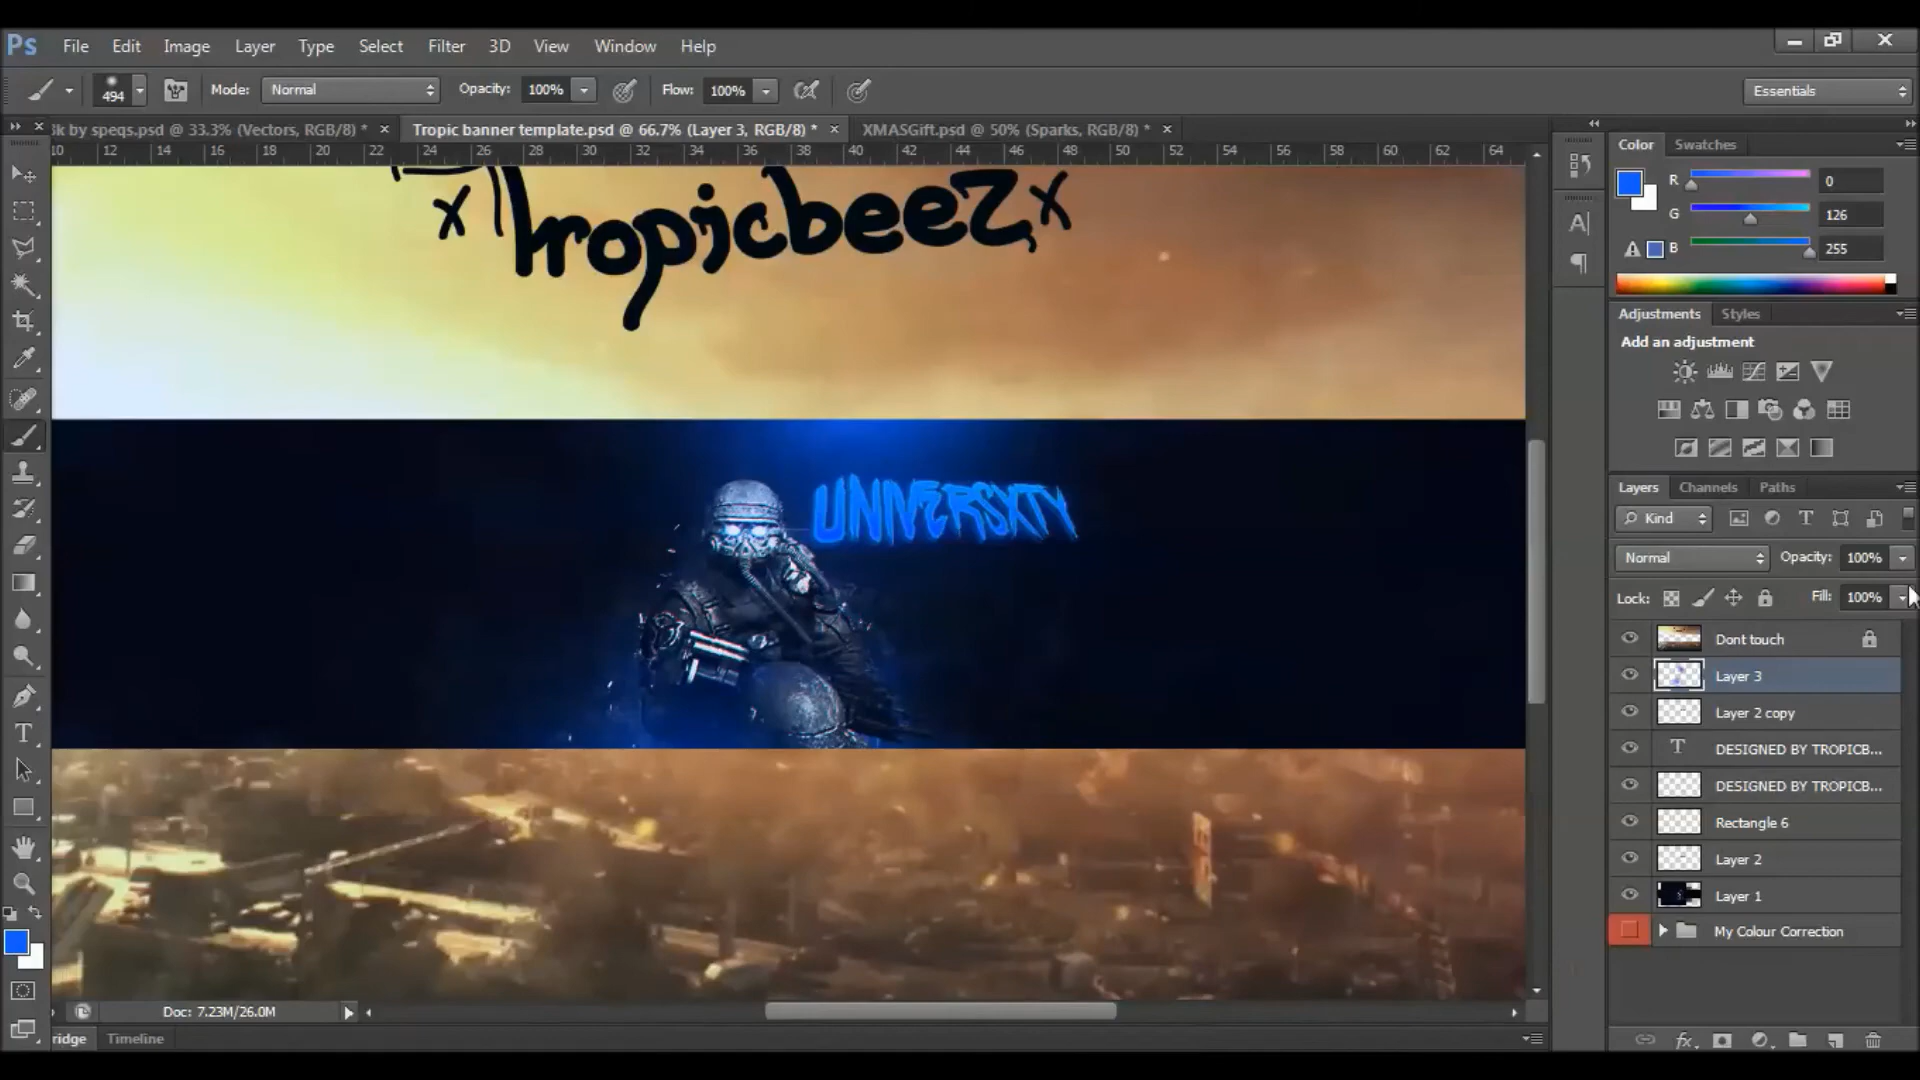 Ps File Edit Image Layer Type Select Filter 3D View Window Help
494 Mode: Normal Opacity: 100% Flow: 100% Essentials
k by speqs.psd @ 33.3% (Vectors, RGB/8) * × Tropic banner template.psd @ 66.7% (Layer 3, RGB/8) * × XMASGift.psd @ 50% (Sparks, RGB/8) * ×
10 12 14 16 18 20 22 24 26 28 30 32 34 36 38 40 42 44 46 48 50 52 54 56 58 60 62 64
Color Swatches
R 0
G 126
B 255
x TropicbeeZ x
Adjustments Styles
Add an adjustment
UNIVERSXTY
Layers Channels Paths
Kind
Normal Opacity: 100%
Lock: Fill: 100%
Dont touch
Layer 3
Layer 2 copy
T DESIGNED BY TROPICB...
DESIGNED BY TROPICB...
Rectangle 6
Layer 2
Layer 1
My Colour Correction
Doc: 7.23M/26.0M
ridge Timeline